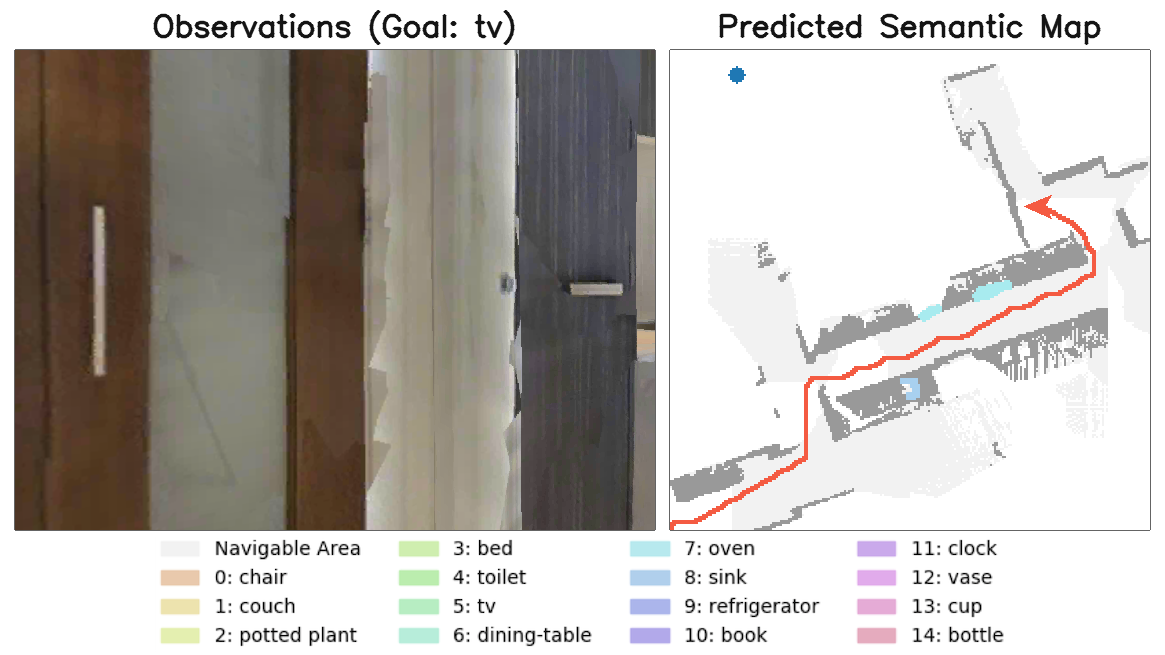 Observations (Goal: tv)
Predicted Semantic Map
Navigable Area
0: chair
1: couch
2: potted plant
3: bed
4: toilet
5: tv
6: dining-table
7: oven
8: sink
9: refrigerator
10: book
11: clock
12: vase
13: cup
14: bottle